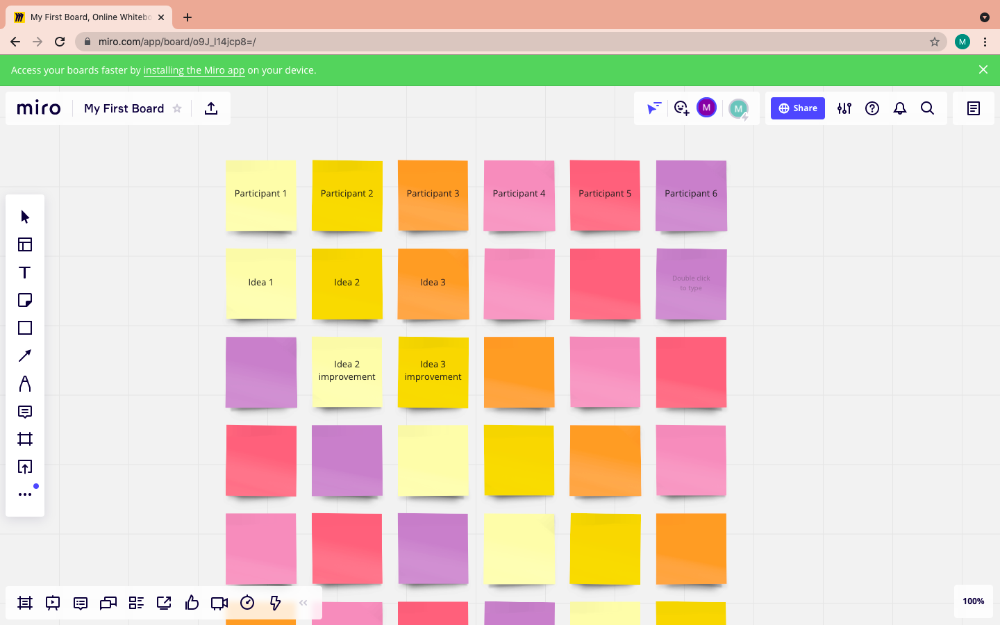 My First Board, Online Whitebo
miro.com/app/board/o9J_l14jcp8=/
M
Access your boards faster by installing the Miro app on your device.
miro
My First Board
M
M
Share
Participant 1
Participant 2
Participant 3
Participant 4
Participant 5
Participant 6
Idea 1
Idea 2
Idea 3
Double click
to type
Idea 2
improvement
Idea 3
improvement
100%